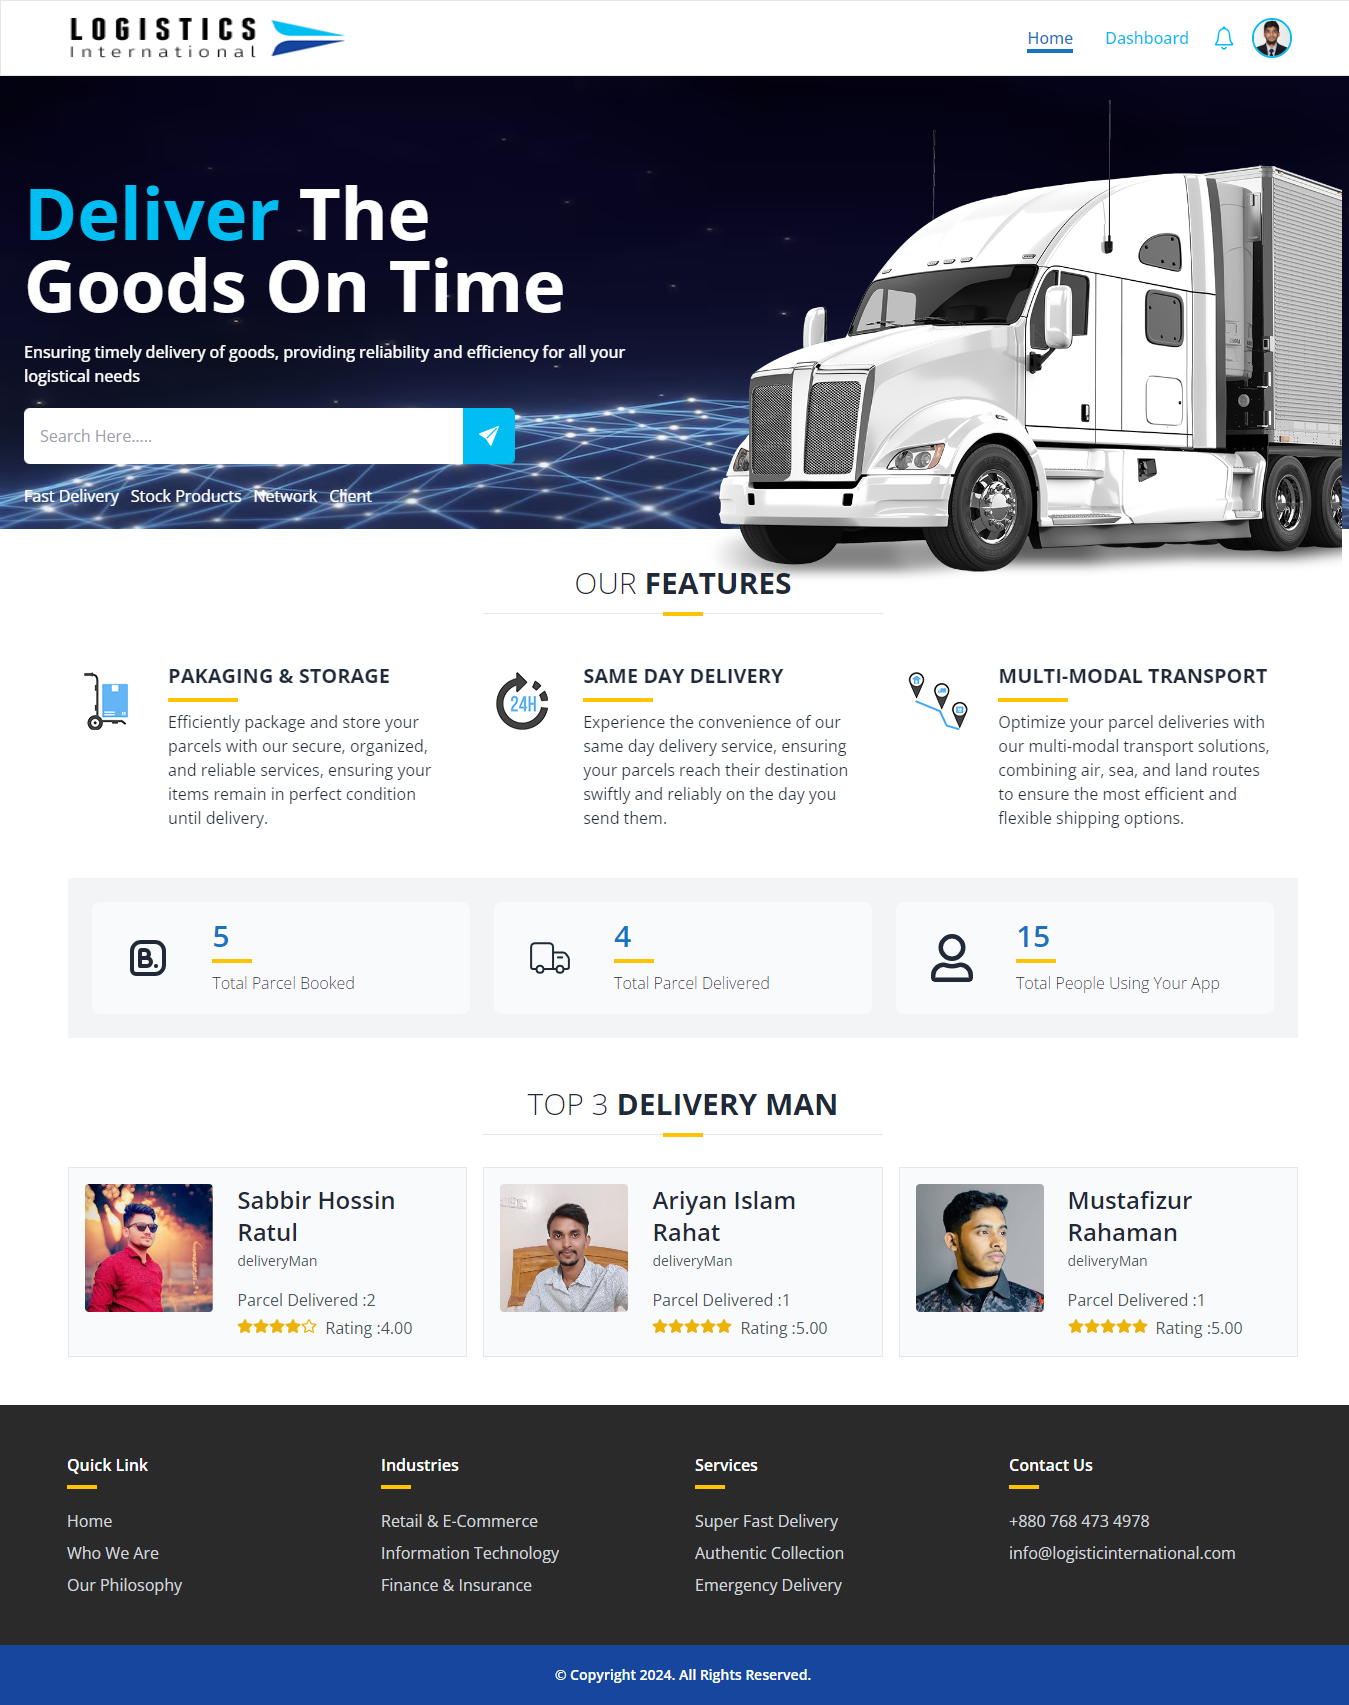 LOGISTICS
International
Home
Dashboard
Deliver The
Goods On Time
Ensuring timely delivery of goods, providing reliability and efficiency for all your
logistical needs
Search Here.....
Fast Delivery Stock Products Network Client
OUR FEATURES
PAKAGING & STORAGE
Efficiently package and store your
parcels with our secure, organized,
and reliable services, ensuring your
items remain in perfect condition
until delivery.
24H
SAME DAY DELIVERY
Experience the convenience of our
same day delivery service, ensuring
your parcels reach their destination
swiftly and reliably on the day you
send them.
MULTI-MODAL TRANSPORT
Optimize your parcel deliveries with
our multi-modal transport solutions,
combining air, sea, and land routes
to ensure the most efficient and
flexible shipping options.
B.
5
Total Parcel Booked
4
Total Parcel Delivered
15
Total People Using Your App
TOP 3 DELIVERY MAN
Sabbir Hossin
Ratul
deliveryMan
Parcel Delivered :2
Rating :4.00
Ariyan Islam
Rahat
deliveryMan
Parcel Delivered :1
Rating :5.00
Mustafizur
Rahaman
deliveryMan
Parcel Delivered :1
Rating :5.00
Quick Link
Home
Who We Are
Our Philosophy
Industries
Retail & E-Commerce
Information Technology
Finance & Insurance
Services
Super Fast Delivery
Authentic Collection
Emergency Delivery
Contact Us
+880 768 473 4978
info@logisticinternational.com
© Copyright 2024. All Rights Reserved.